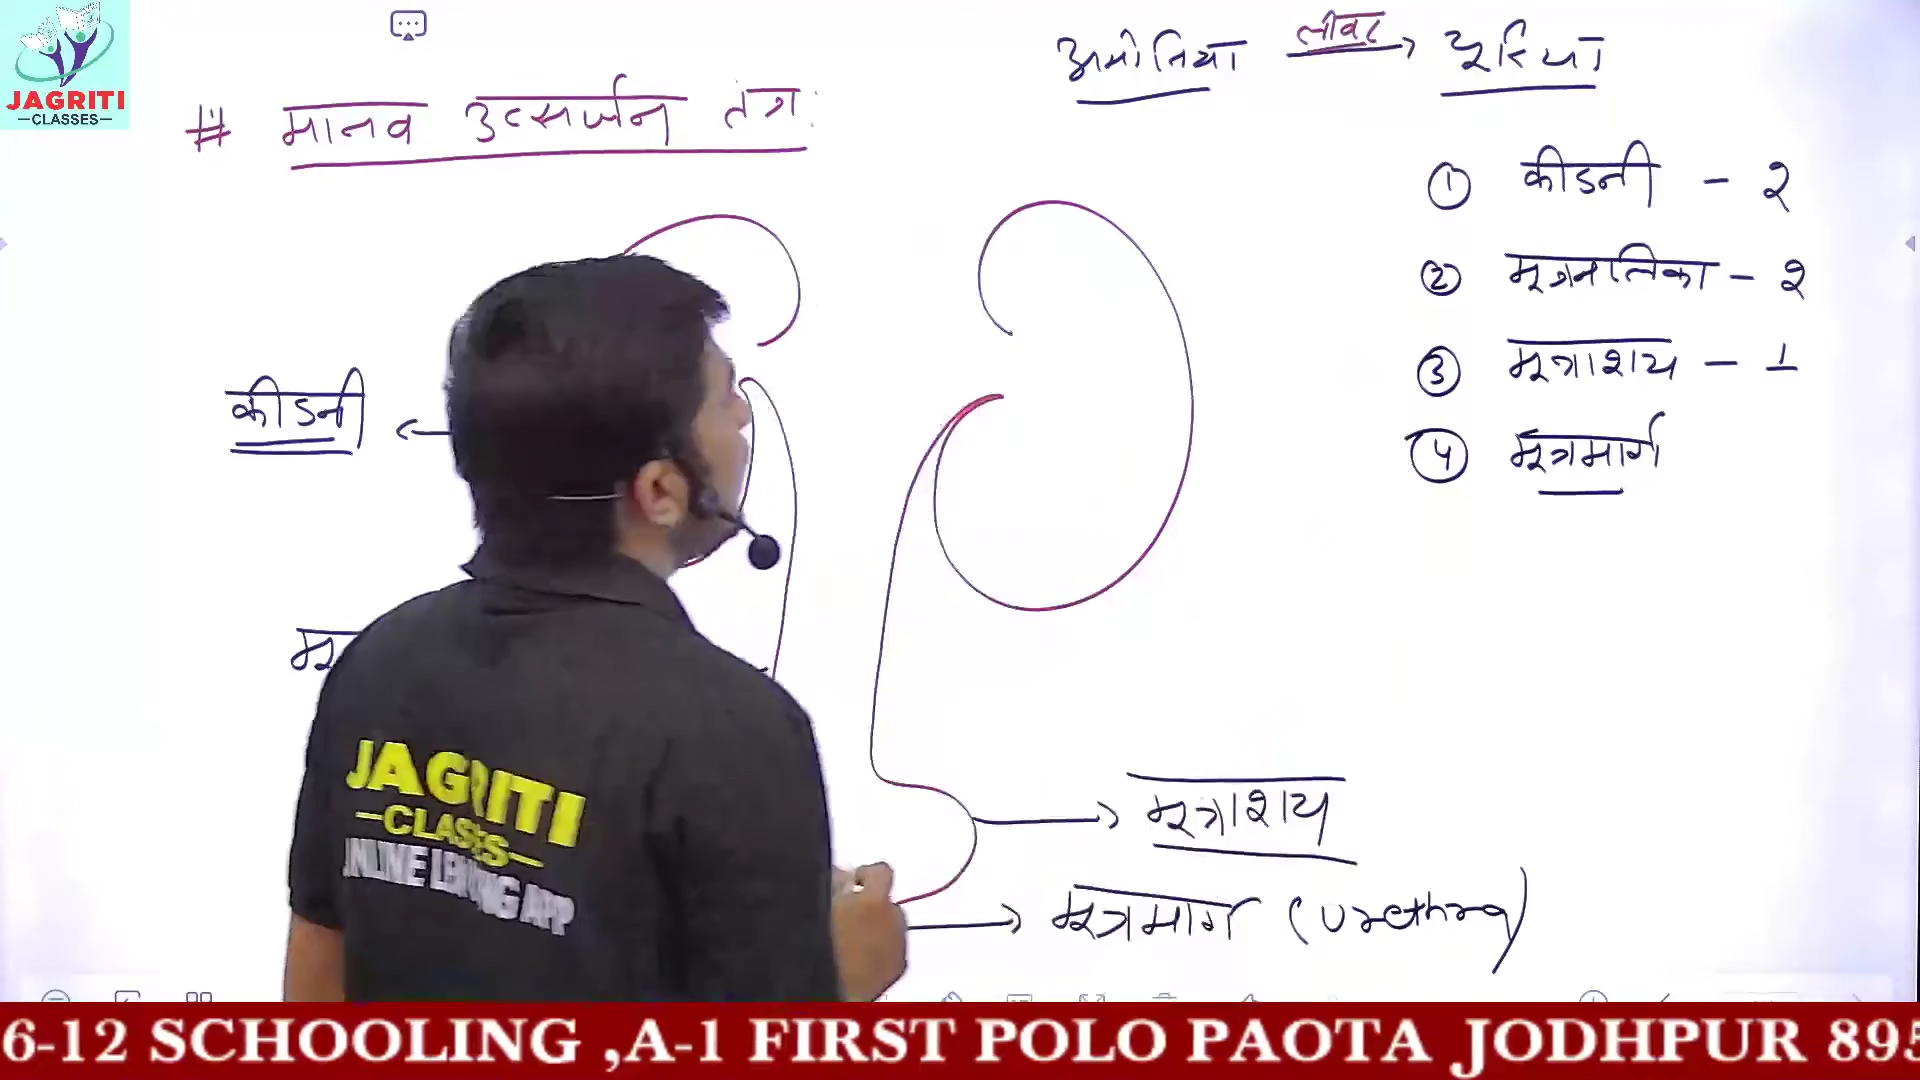 JAGRITI
CLASSES
# मानव उत्सर्जन तंत्र:
अमोनिया लीवर यूरिया
① कीडनी - २
② मूत्रनलिका - २
③ मूत्राशय - 1
④ मूत्रमार्ग
कीडनी
मू
मूत्राशय
मूत्रमार्ग (Urethra)
JAGRITI
CLASSES
6-12 SCHOOLING ,A-1 FIRST POLO PAOTA JODHPUR 895